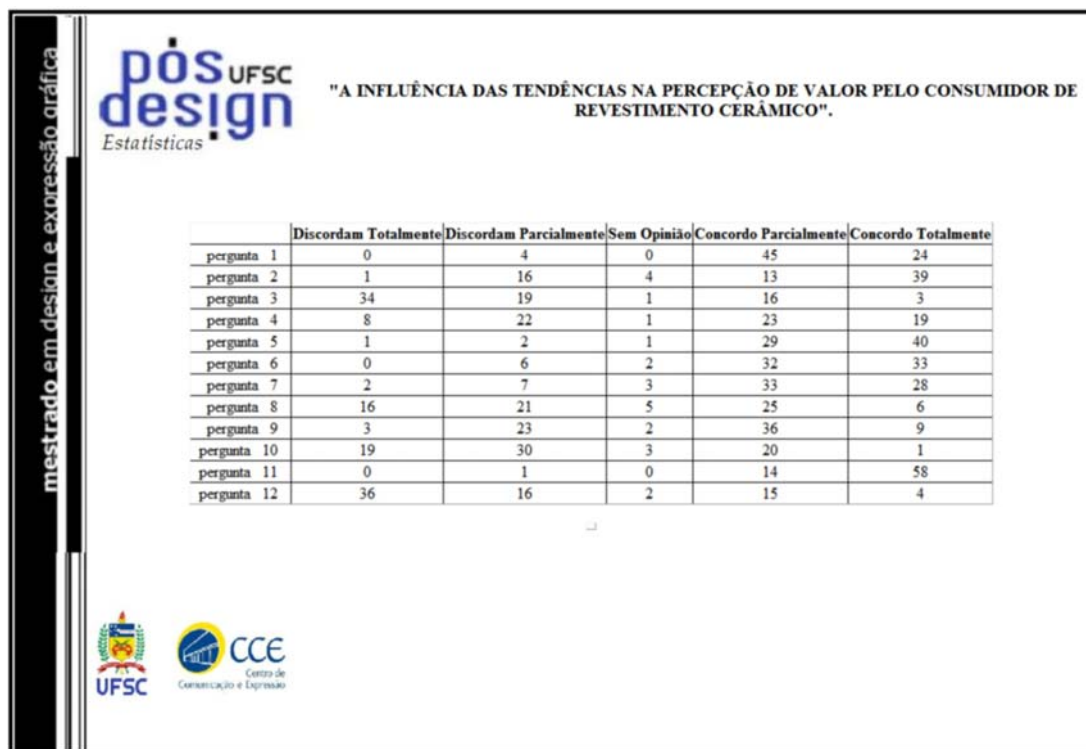 mestrado em design e expressão gráfica
pós UFSC
design
Estatísticas
"A INFLUÊNCIA DAS TENDÊNCIAS NA PERCEPÇÃO DE VALOR PELO CONSUMIDOR DE
REVESTIMENTO CERÂMICO".
Discordam Totalmente Discordam Parcialmente Sem Opinião Concordo Parcialmente Concordo Totalmente
pergunta 1 0 4 0 45 24
pergunta 2 1 16 4 13 39
pergunta 3 34 19 1 16 3
pergunta 4 8 22 1 23 19
pergunta 5 1 2 1 29 40
pergunta 6 0 6 2 32 33
pergunta 7 2 7 3 33 28
pergunta 8 16 21 5 25 6
pergunta 9 3 23 2 36 9
pergunta 10 19 30 3 20 1
pergunta 11 0 1 0 14 58
pergunta 12 36 16 2 15 4
UFSC
CCE
Centro de
Comunicação e Expressão